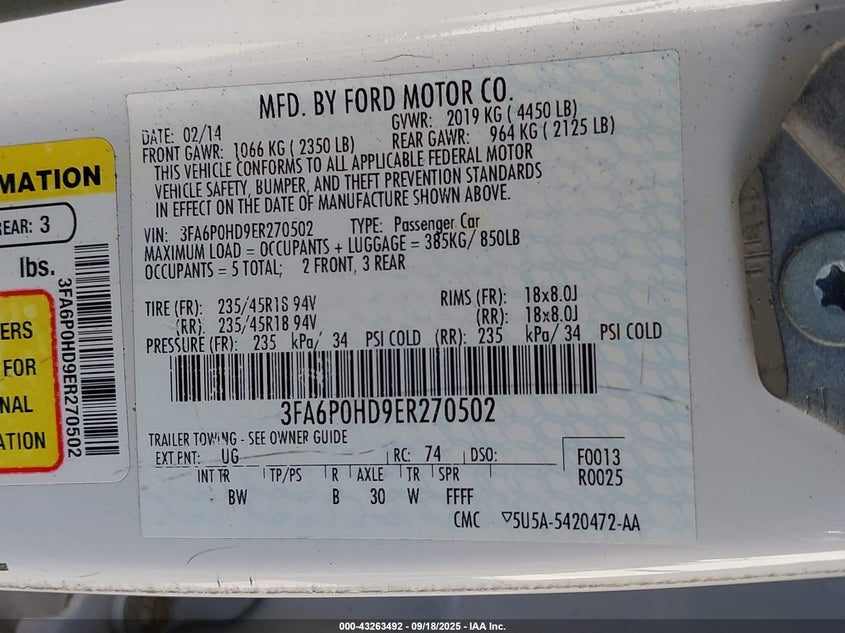 MFD. BY FORD MOTOR CO.
DATE: 02/14 GVWR: 2019 KG ( 4450 LB)
FRONT GAWR: 1066 KG ( 2350 LB) REAR GAWR: 964 KG ( 2125 LB)
THIS VEHICLE CONFORMS TO ALL APPLICABLE FEDERAL MOTOR
VEHICLE SAFETY, BUMPER, AND THEFT PREVENTION STANDARDS
IN EFFECT ON THE DATE OF MANUFACTURE SHOWN ABOVE.
VIN: 3FA6P0HD9ER270502 TYPE: Passenger Car
MAXIMUM LOAD = OCCUPANTS + LUGGAGE = 385KG/ 850LB
OCCUPANTS = 5 TOTAL; 2 FRONT, 3 REAR
TIRE (FR): 235/45R18 94V RIMS (FR): 18x8.0J
(RR): 235/45R18 94V (RR): 18x8.0J
PRESSURE (FR): 235 kPa/ 34 PSI COLD (RR): 235 kPa/ 34 PSI COLD
3FA6P0HD9ER270502
TRAILER TOWING - SEE OWNER GUIDE
EXT PNT: UG RC: 74 DSO: F0013
R0025
INT TR TP/PS R AXLE TR SPR
BW B 30 W FFFF
CMC ▽5U5A-5420472-AA
MATION
REAR: 3
lbs.
3FA6P0HD9ER270502
ERS
FOR
NAL
ATION
000-43263492 - 09/18/2025 - IAA Inc.